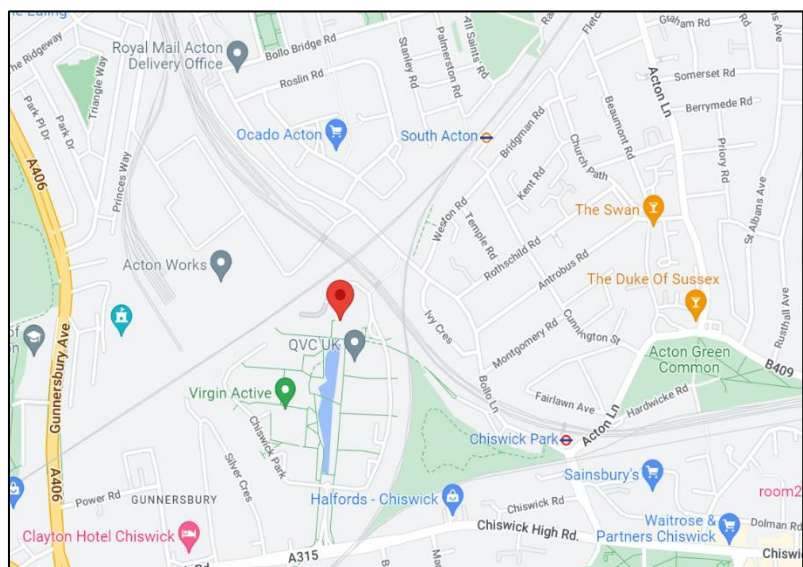 Royal Mail Acton
Delivery Office
Bollo Bridge Rd
Stanley Rd
Palmerston Rd
All Saints' Rd
Graham Rd
Somerset Rd
Acton Ln
Berrymede Rd
The Ridgeway
Triangle Way
Roslin Rd
Park Pl Dr
Park Dr
Princes Way
Ocado Acton
South Acton
Bridgman Rd
Church Path
Beaumont Rd
Priory Rd
St Albans Ave
A406
Kent Rd
Weston Rd
Temple Rd
The Swan
Acton Works
Rothschild Rd
Antrobus Rd
The Duke Of Sussex
Rusthall Ave
Gunnersbury Ave.
Ivy Cres
Cunnington St
Montgomery Rd
QVC UK
Acton Green
Common
B409
Virgin Active
Bollo Ln
Fairlawn Ave
Hardwicke Rd
Chiswick Park
Silver Cres
Chiswick Park
Acton Ln
A406
Power Rd
GUNNERSBURY
Halfords - Chiswick
Sainsbury's
Chiswick Rd
room2
Clayton Hotel Chiswick
Chiswick High Rd.
Waitrose &
Partners Chiswick
Dolman Rd
A315
Chiswi